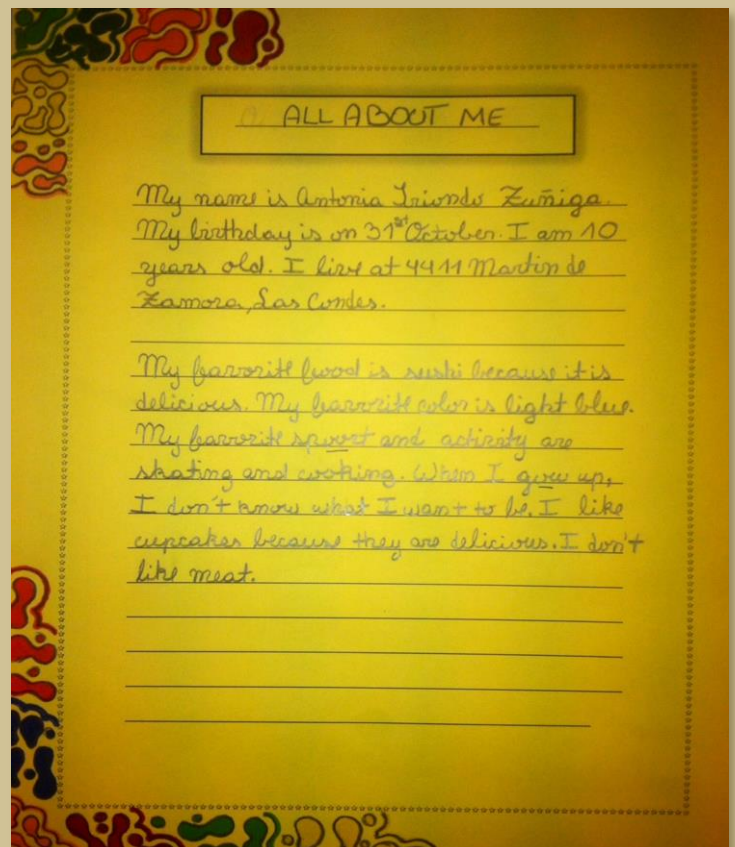 ALL ABOUT ME
My name is Antonia Iriondo Zuñiga.
My birthday is on 31st October. I am 10
years old. I live at 4411 Martin de
Zamora, Las Condes.
My favorite food is sushi because it is
delicious. My favorite color is light blue.
My favorite spoort and activity are
skating and cooking. When I gow up,
I don't know what I want to be. I like
cupcakes because they are delicious. I don't
like meat.